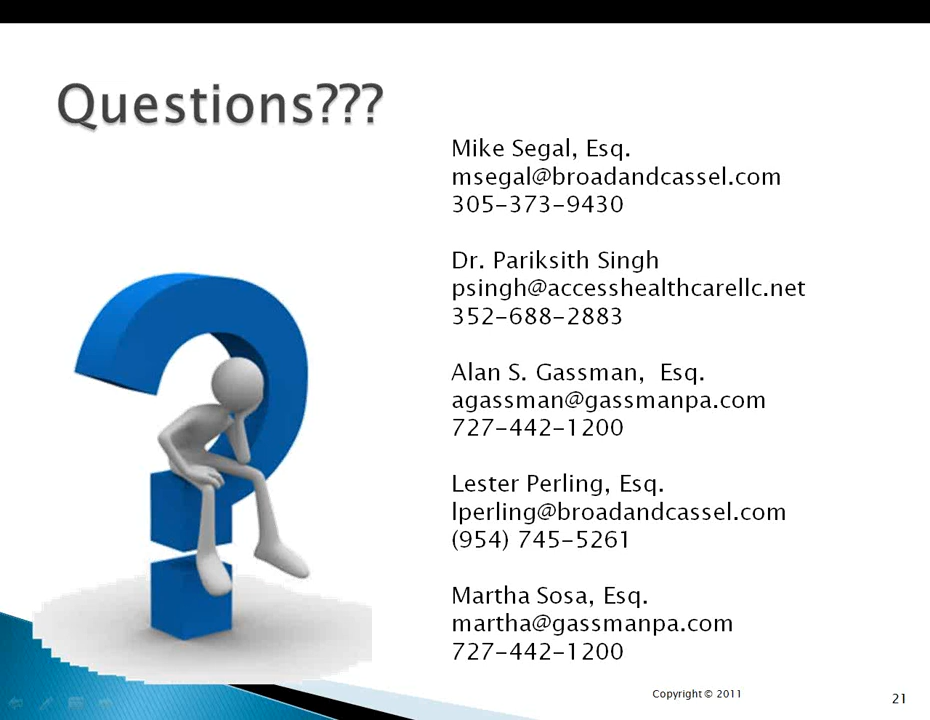 Questions???
Mike Segal, Esq.
msegal@broadandcassel.com
305-373-9430
Dr. Pariksith Singh
psingh@accesshealthcarellc.net
352-688-2883
Alan S. Gassman,  Esq.
agassman@gassmanpa.com
727-442-1200
Lester Perling, Esq.
lperling@broadandcassel.com
(954) 745-5261
Martha Sosa, Esq.
martha@gassmanpa.com
727-442-1200
Copyright © 2011
21